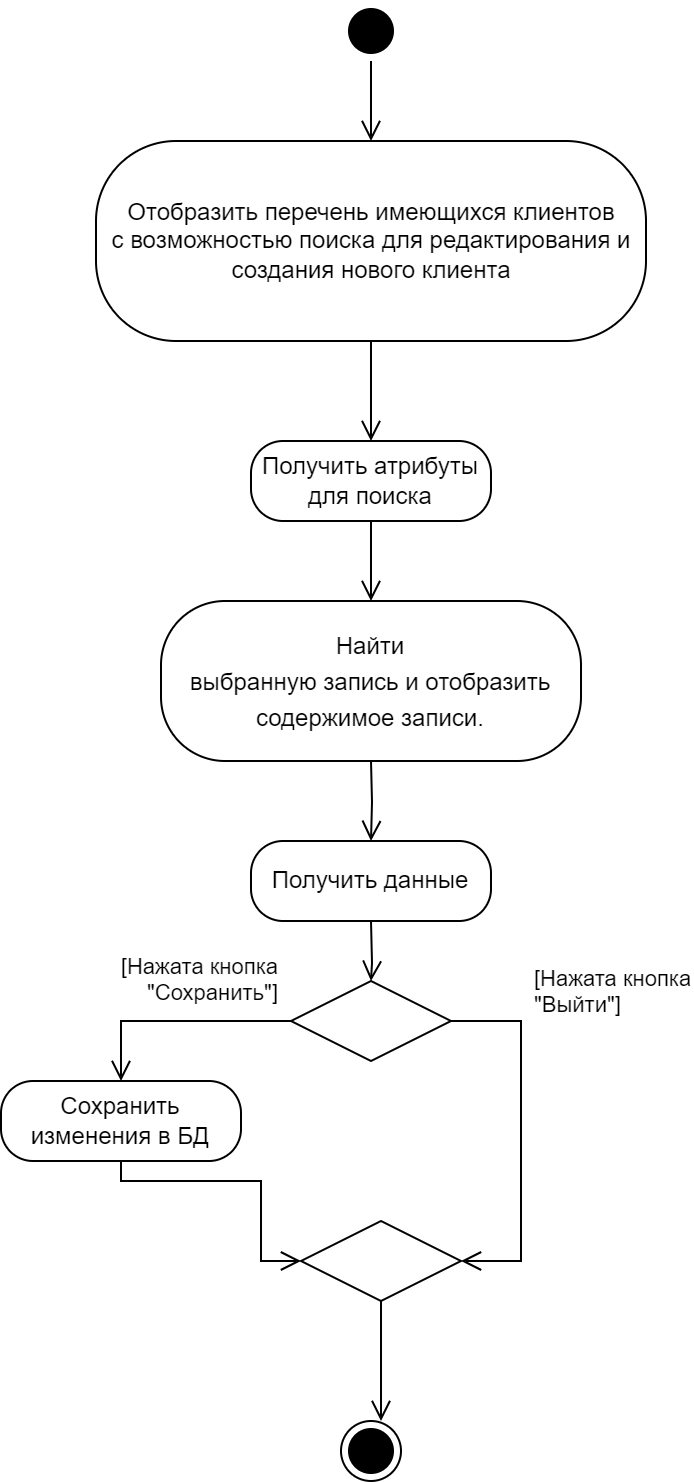 Отобразить перечень имеющихся клиентов
с возможностью поиска для редактирования и
создания нового клиента
Получить атрибуты
для поиска
Найти
выбранную запись и отобразить
содержимое записи.
Получить данные
[Нажата кнопка
"Сохранить"]
[Нажата кнопка
"Выйти"]
Сохранить
изменения в БД